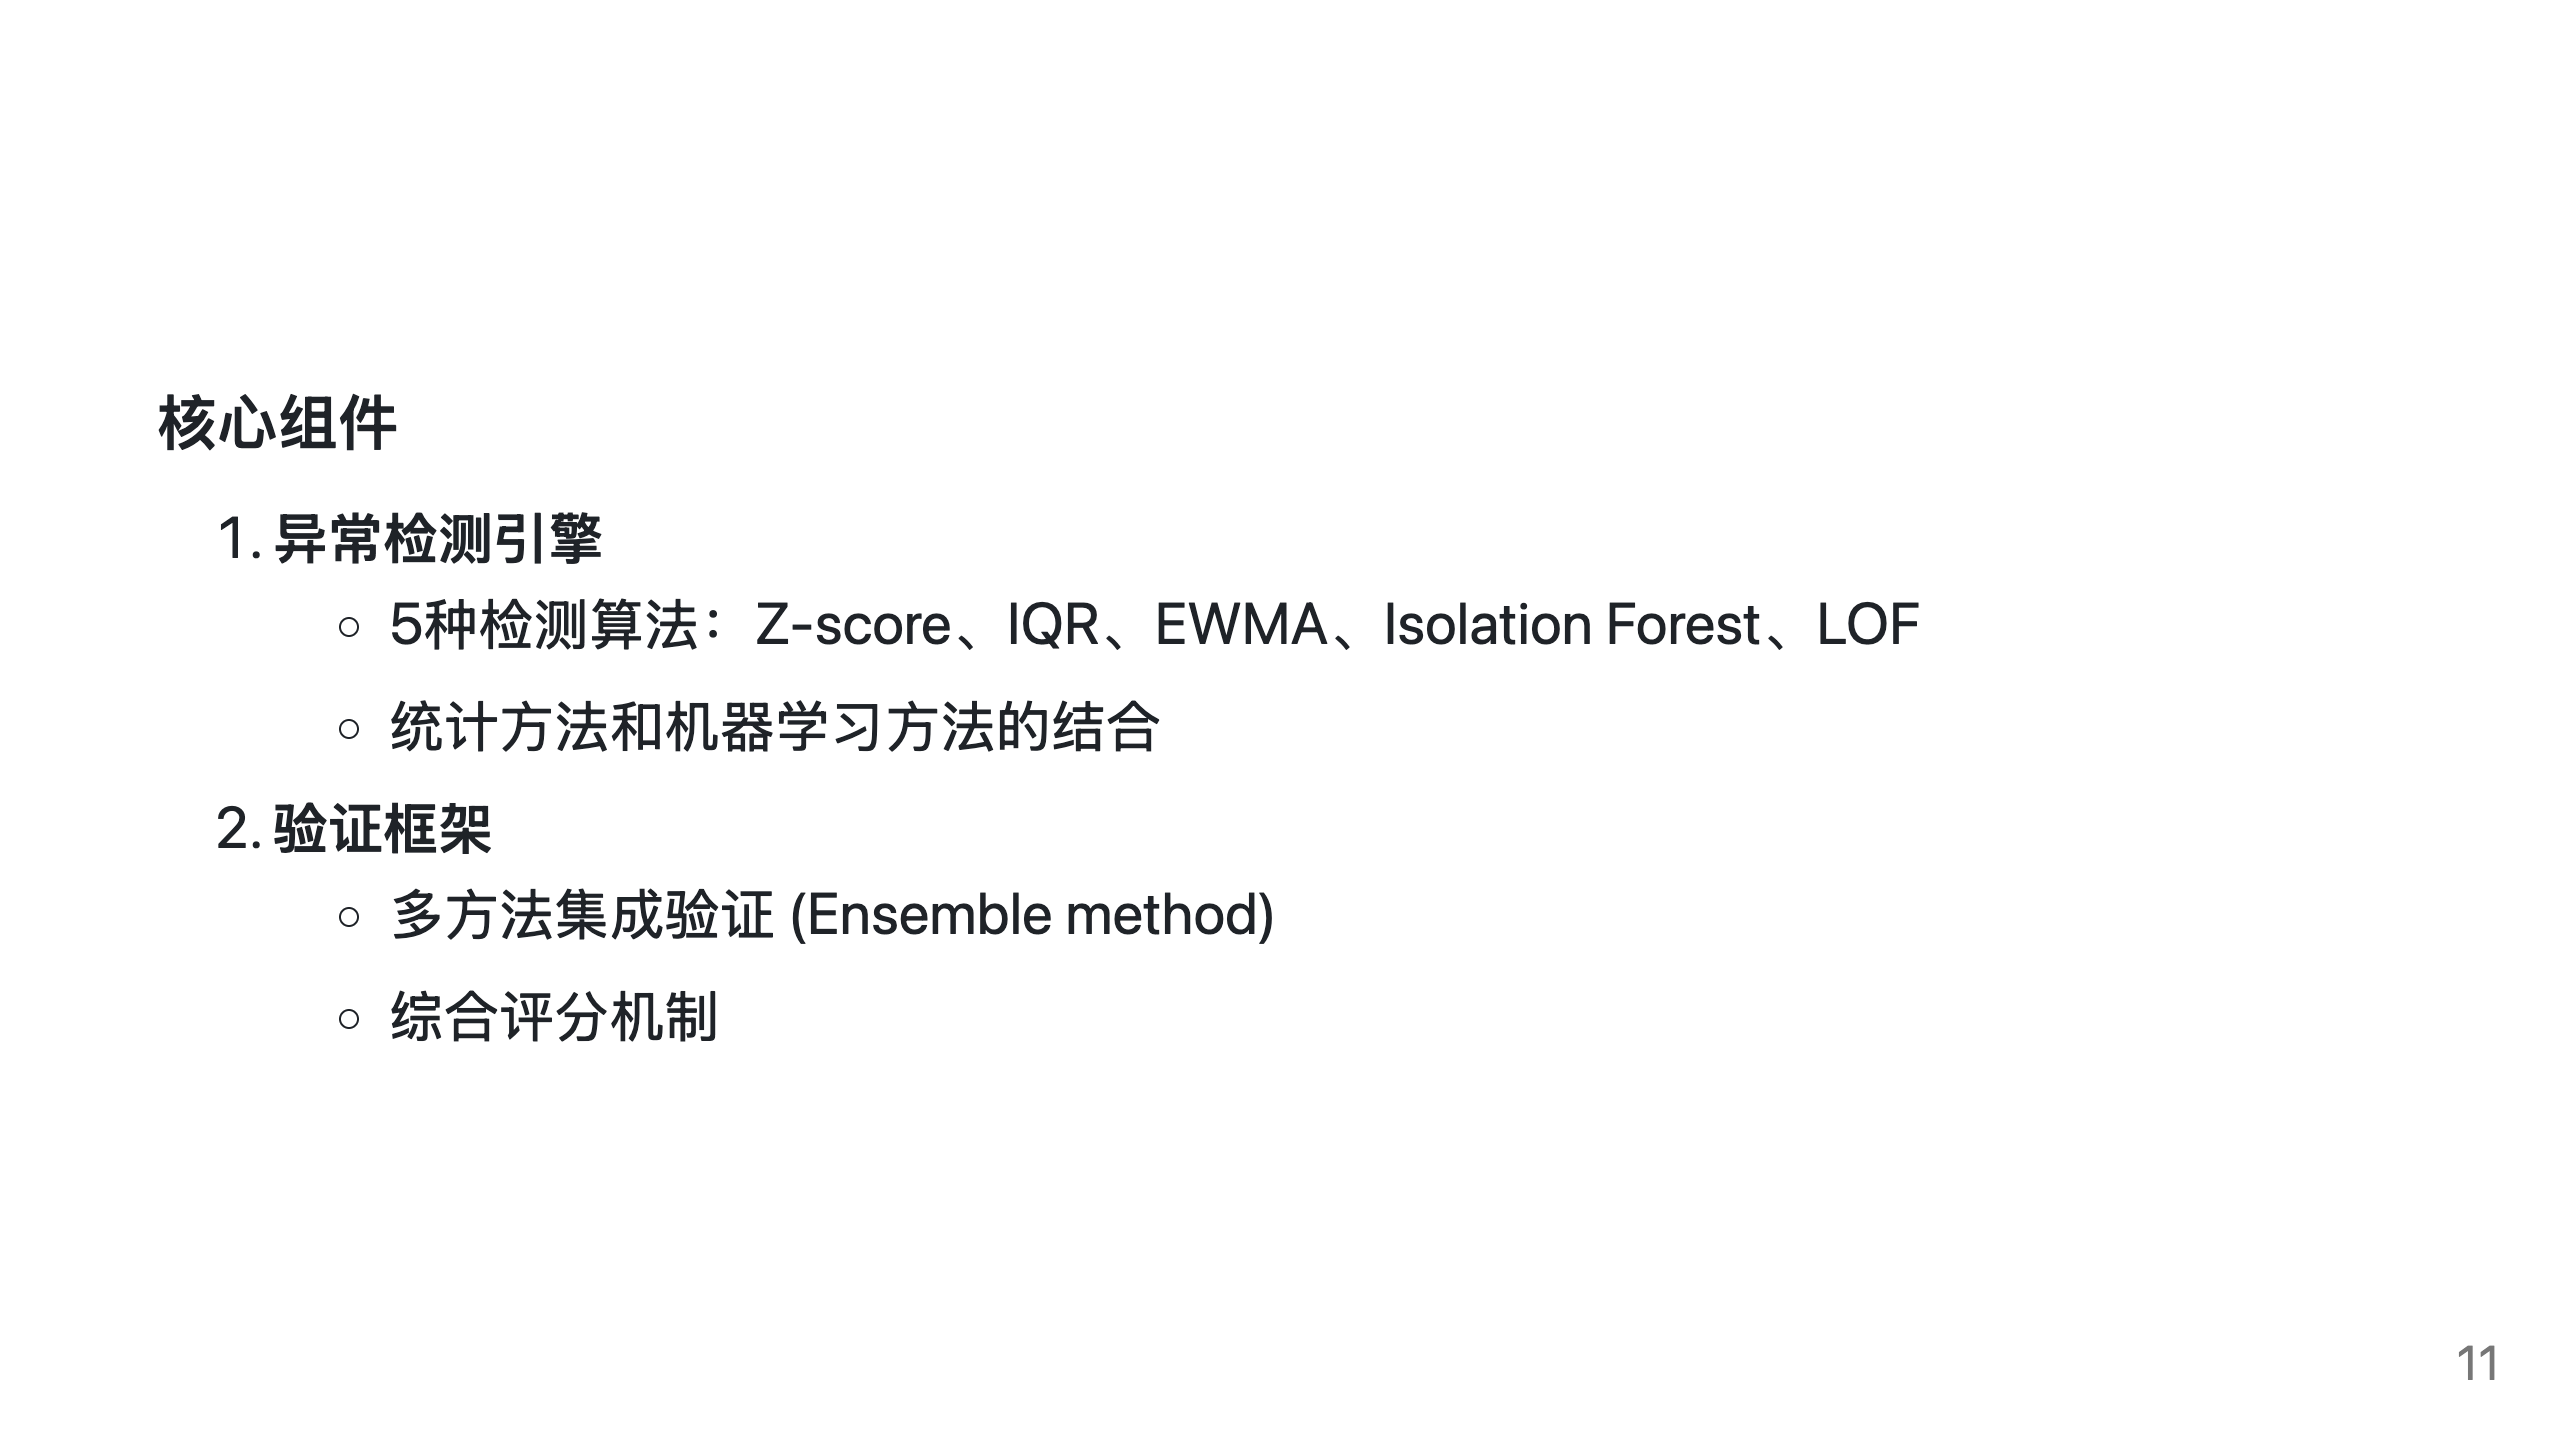 核心组件
1. 异常检测引擎
○ 5种检测算法：Z-score、IQR、EWMA、Isolation Forest、LOF
○ 统计方法和机器学习方法的结合
2. 验证框架
○ 多方法集成验证 (Ensemble method)
○ 综合评分机制
11